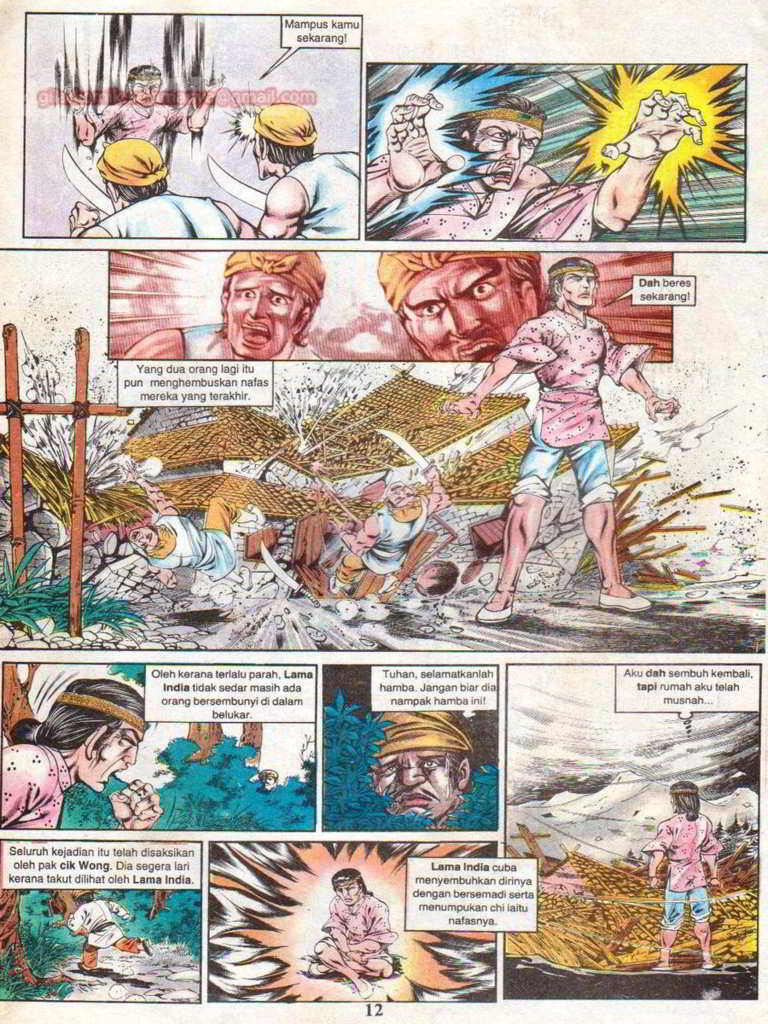 Mampus kamu
sekarang!
Dah beres
sekarang!
Yang dua orang lagi itu
pun menghembuskan nafas
mereka yang terakhir.
Oleh kerana terlalu parah, Lama
India tidak sedar masih ada
orang bersembunyi di dalam
belukar.
Tuhan, selamatkanlah
hamba. Jangan biar dia
nampak hamba ini!
Aku dah sembuh kembali,
tapi rumah aku telah
musnah...
Seluruh kejadian itu telah disaksikan
oleh pak cik Wong. Dia segera lari
kerana takut dilihat oleh Lama India.
Lama India cuba
menyembuhkan dirinya
dengan bersemadi serta
menumpukan chi iaitu
nafasnya.
12